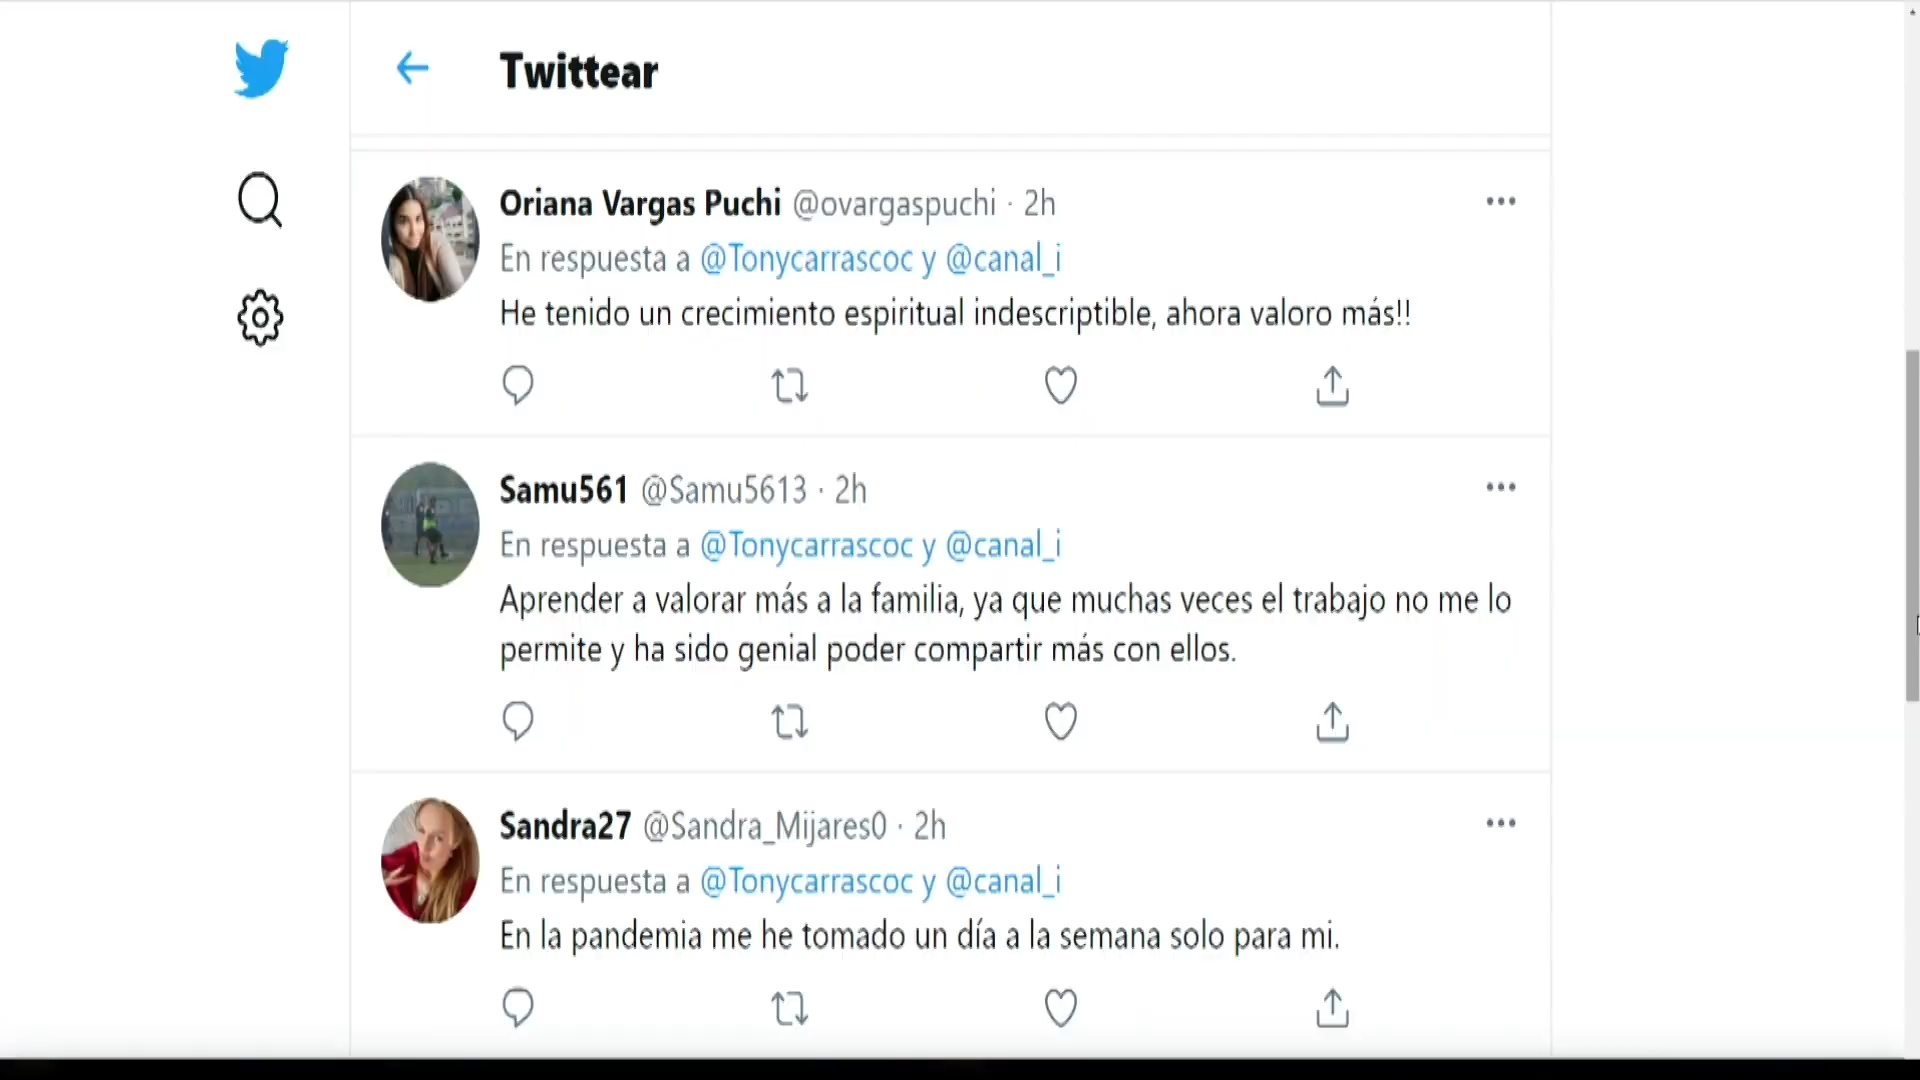 Twittear
Oriana Vargas Puchi @ovargaspuchi · 2h
En respuesta a @Tonycarrascoc y @canal_i
He tenido un crecimiento espiritual indescriptible, ahora valoro más!!
Samu561 @Samu5613 · 2h
En respuesta a @Tonycarrascoc y @canal_i
Aprender a valorar más a la familia, ya que muchas veces el trabajo no me lo
permite y ha sido genial poder compartir más con ellos.
Sandra27 @Sandra_Mijares0 · 2h
En respuesta a @Tonycarrascoc y @canal_i
En la pandemia me he tomado un día a la semana solo para mi.